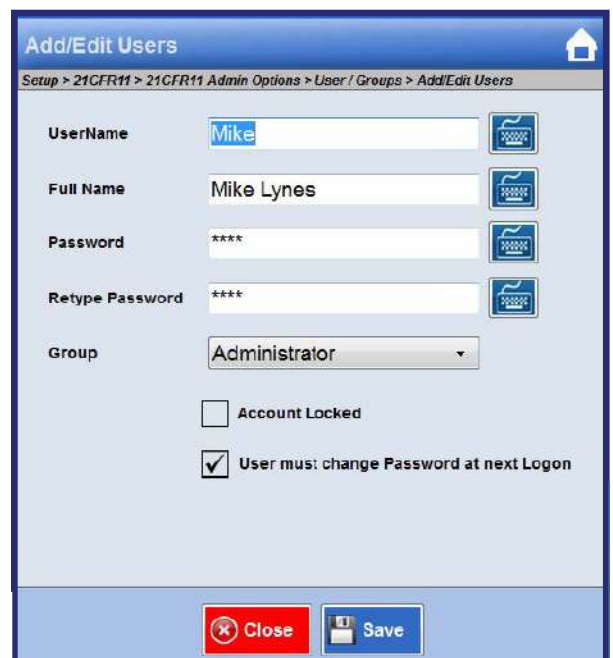 Add/Edit Users
Setup > 21CFR11 > 21CFR11 Admin Options > User / Groups > Add/Edit Users
UserName Mike
Full Name Mike Lynes
Password ****
Retype Password ****
Group Administrator
Account Locked
User must change Password at next Logon
Close Save